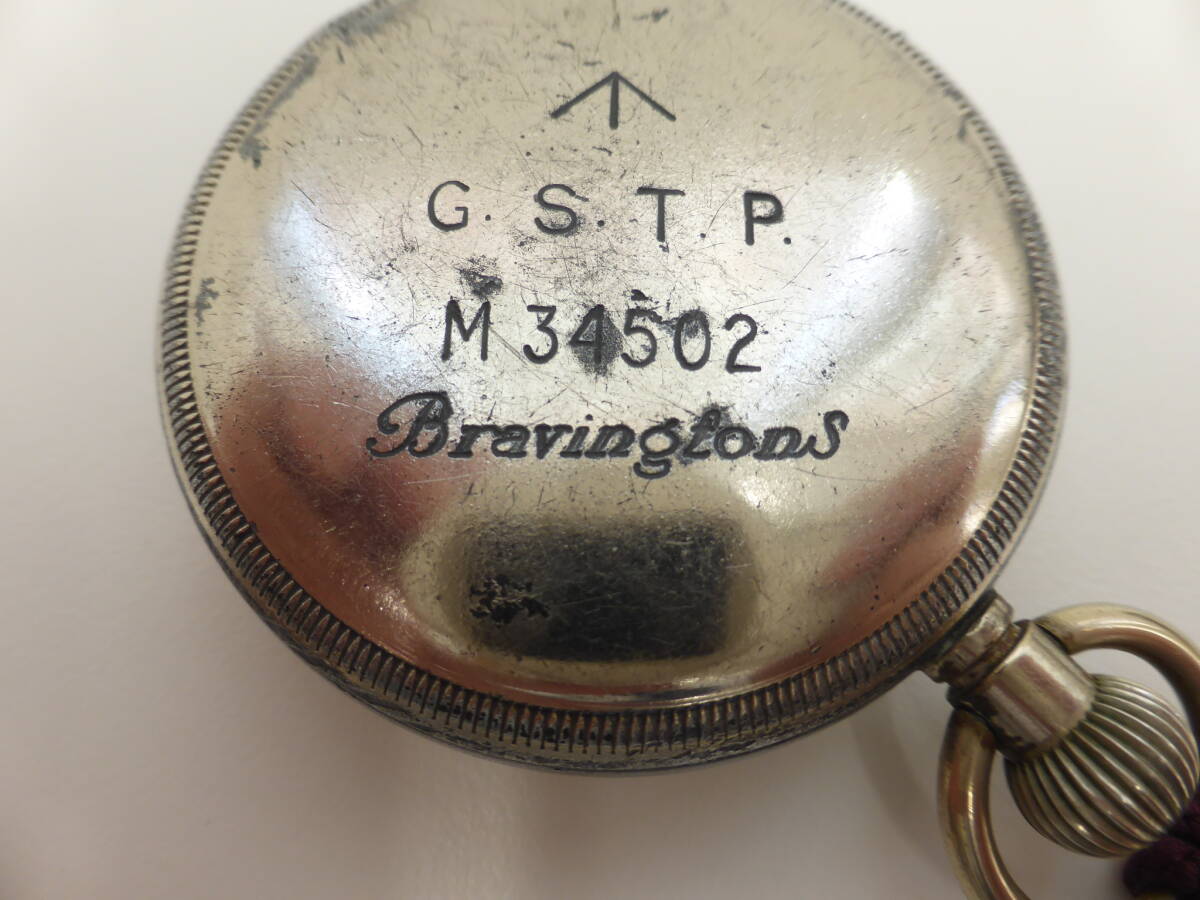 G. S. T. P.
M 34502
Bravingtons